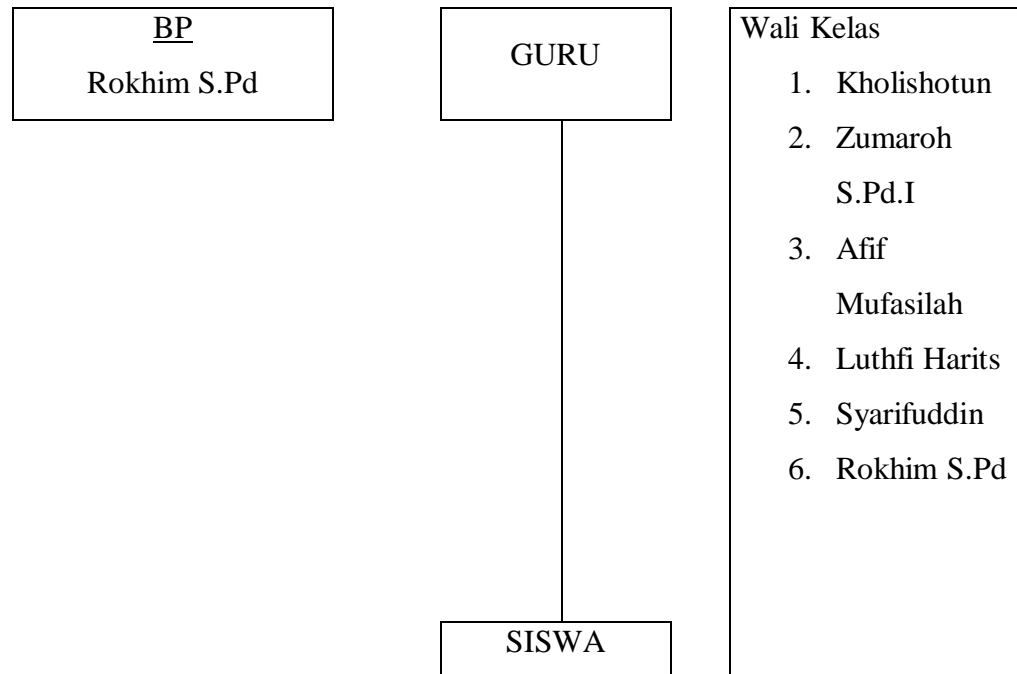 BP
Rokhim S.Pd
GURU
Wali Kelas
1. Kholishotun
2. Zumaroh
S.Pd.I
3. Afif
Mufasilah
4. Luthfi Harits
5. Syarifuddin
6. Rokhim S.Pd
SISWA